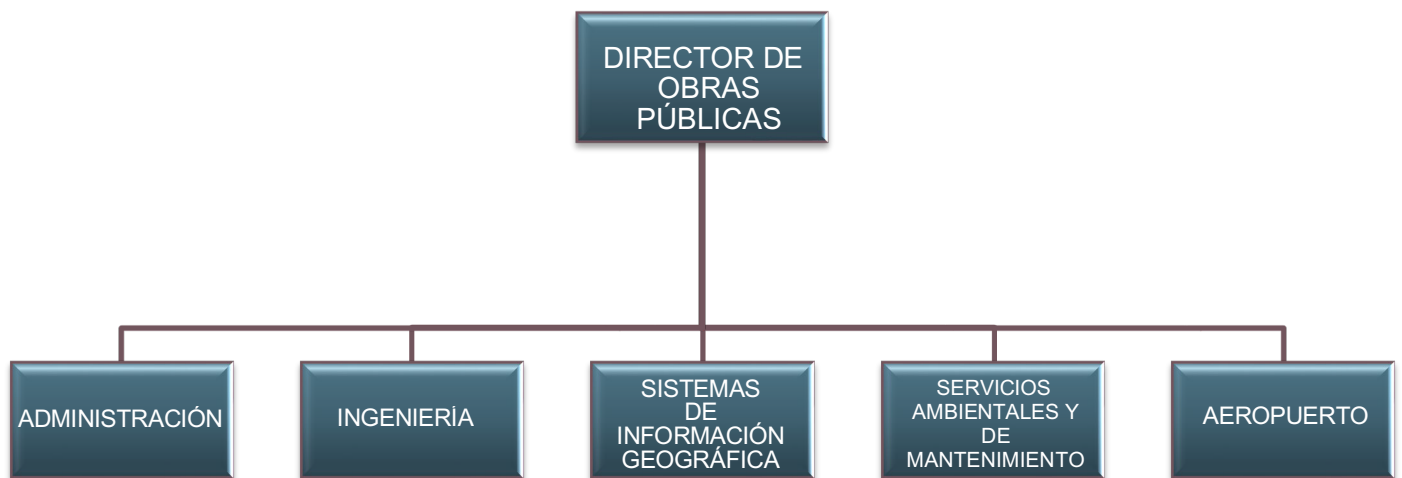 DIRECTOR DE
OBRAS
PÚBLICAS
ADMINISTRACIÓN
INGENIERÍA
SISTEMAS
DE
INFORMACIÓN
GEOGRÁFICA
SERVICIOS
AMBIENTALES Y
DE
MANTENIMIENTO
AEROPUERTO